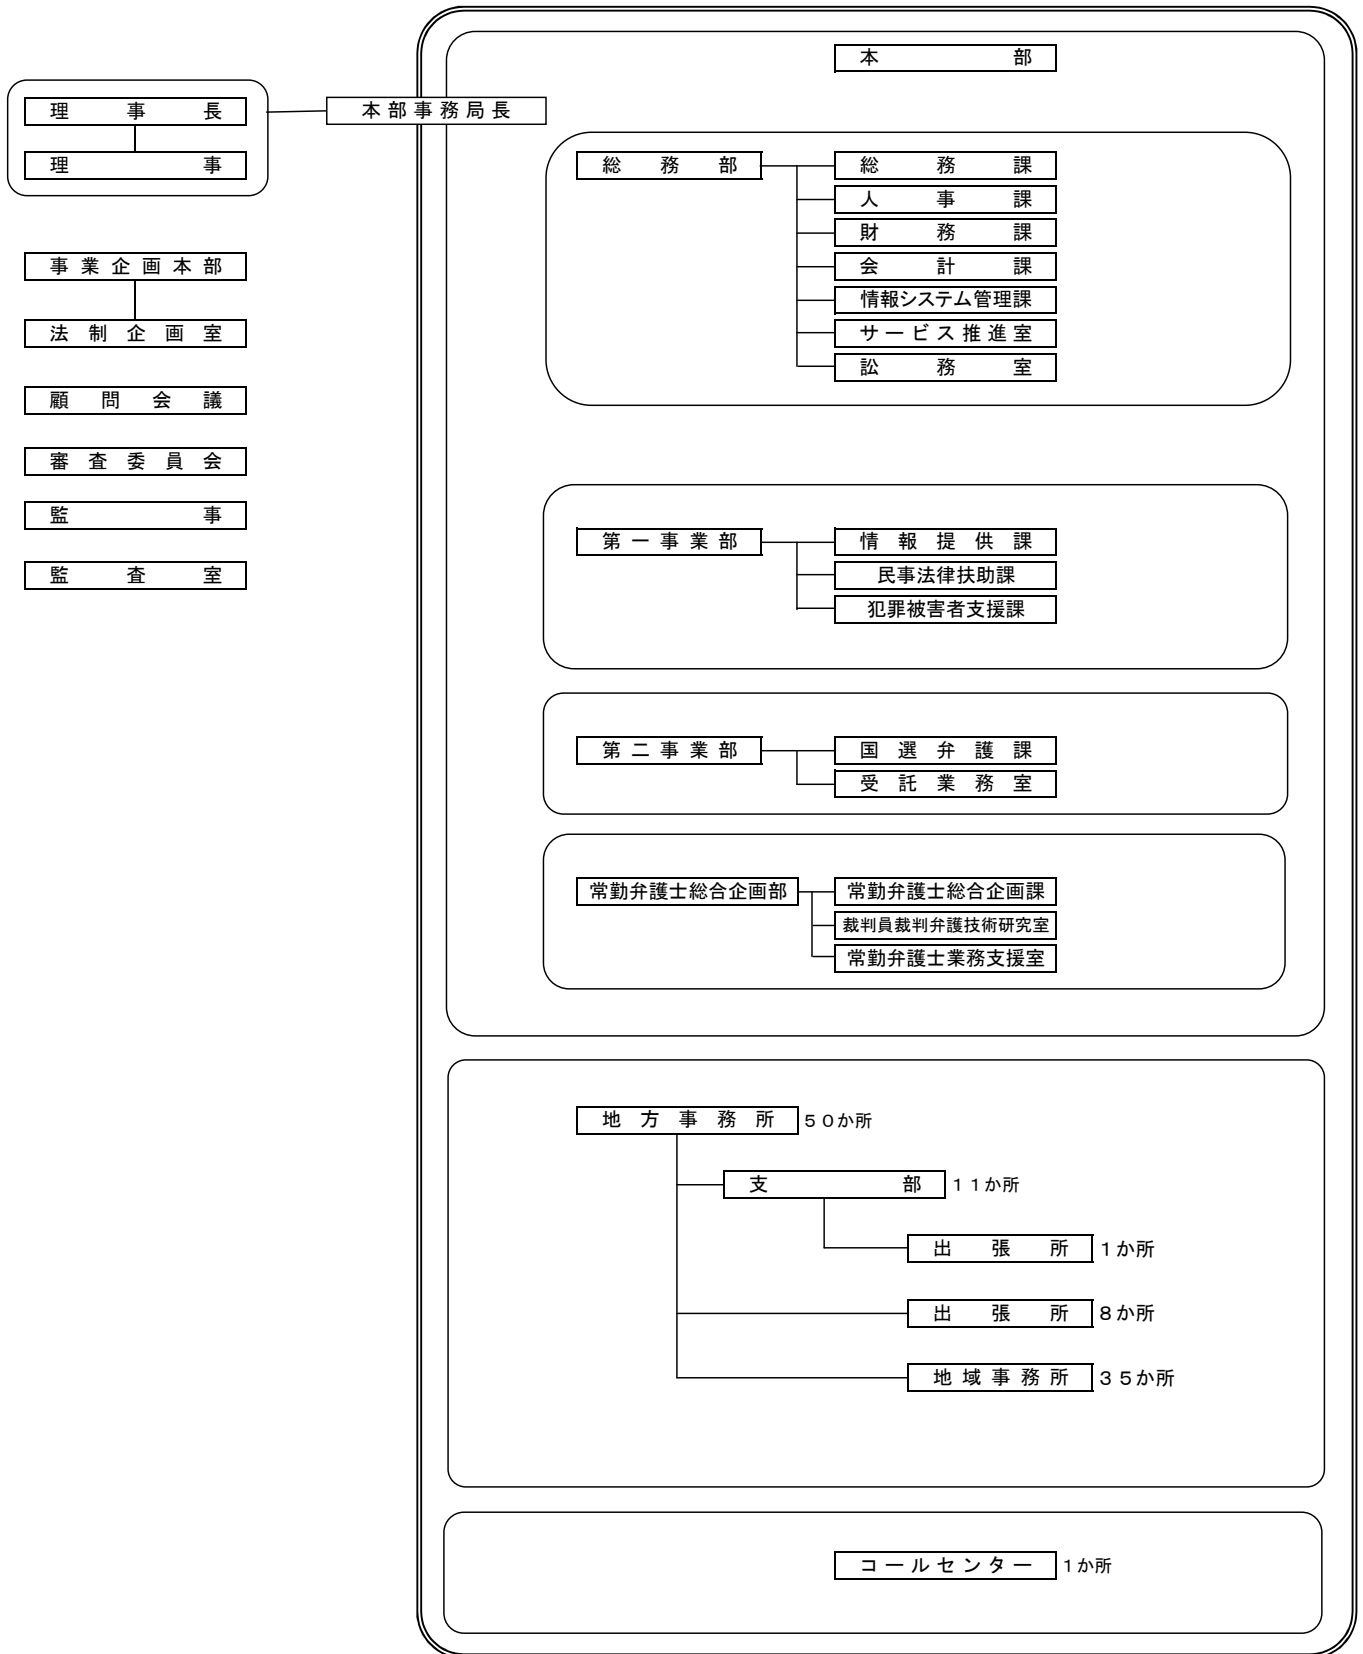 本部
理事長
本部事務局長
理事
総務部
総務課
人事課
財務課
会計課
情報システム管理課
サービス推進室
訟務室
事業企画本部
法制企画室
顧問会議
審査委員会
監事
監査室
第一事業部
情報提供課
民事法律扶助課
犯罪被害者支援課
第二事業部
国選弁護課
受託業務室
常勤弁護士総合企画部
常勤弁護士総合企画課
裁判員裁判弁護技術研究室
常勤弁護士業務支援室
地方事務所 50か所
支部 11か所
出張所 1か所
出張所 8か所
地域事務所 35か所
コールセンター 1か所